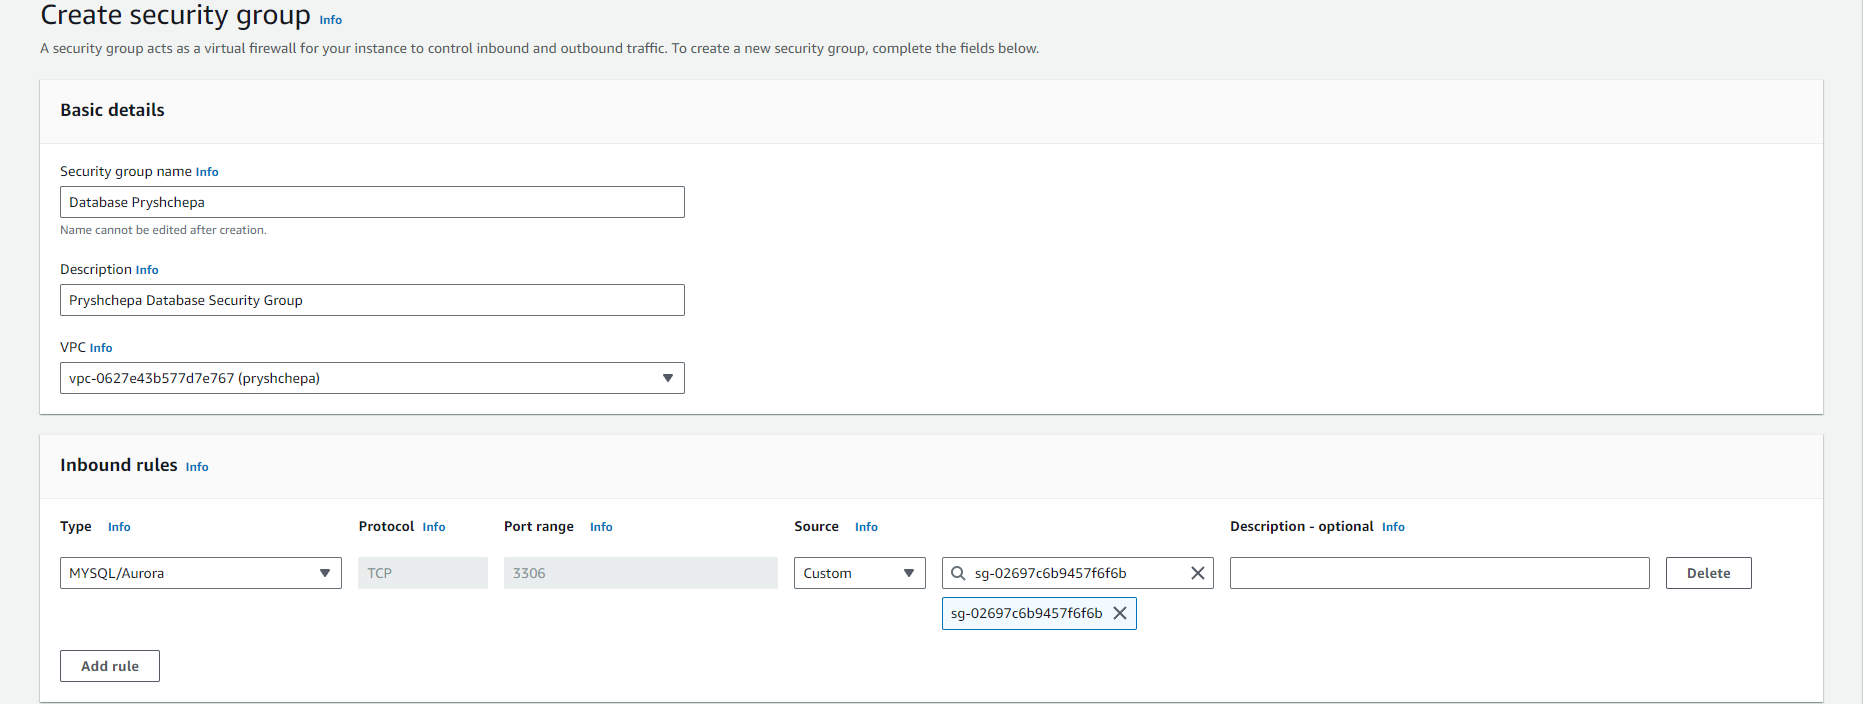 Create security group Info
A security group acts as a virtual firewall for your instance to control inbound and outbound traffic. To create a new security group, complete the fields below.
Basic details
Security group name Info
Database Pryshchepa
Name cannot be edited after creation.
Description Info
Pryshchepa Database Security Group
VPC Info
vpc-0627e43b577d7e767 (pryshchepa)
Inbound rules Info
Type Info Protocol Info Port range Info Source Info Description - optional Info
MYSQL/Aurora TCP 3306 Custom sg-02697c6b9457f6f6b Delete
sg-02697c6b9457f6f6b
Add rule